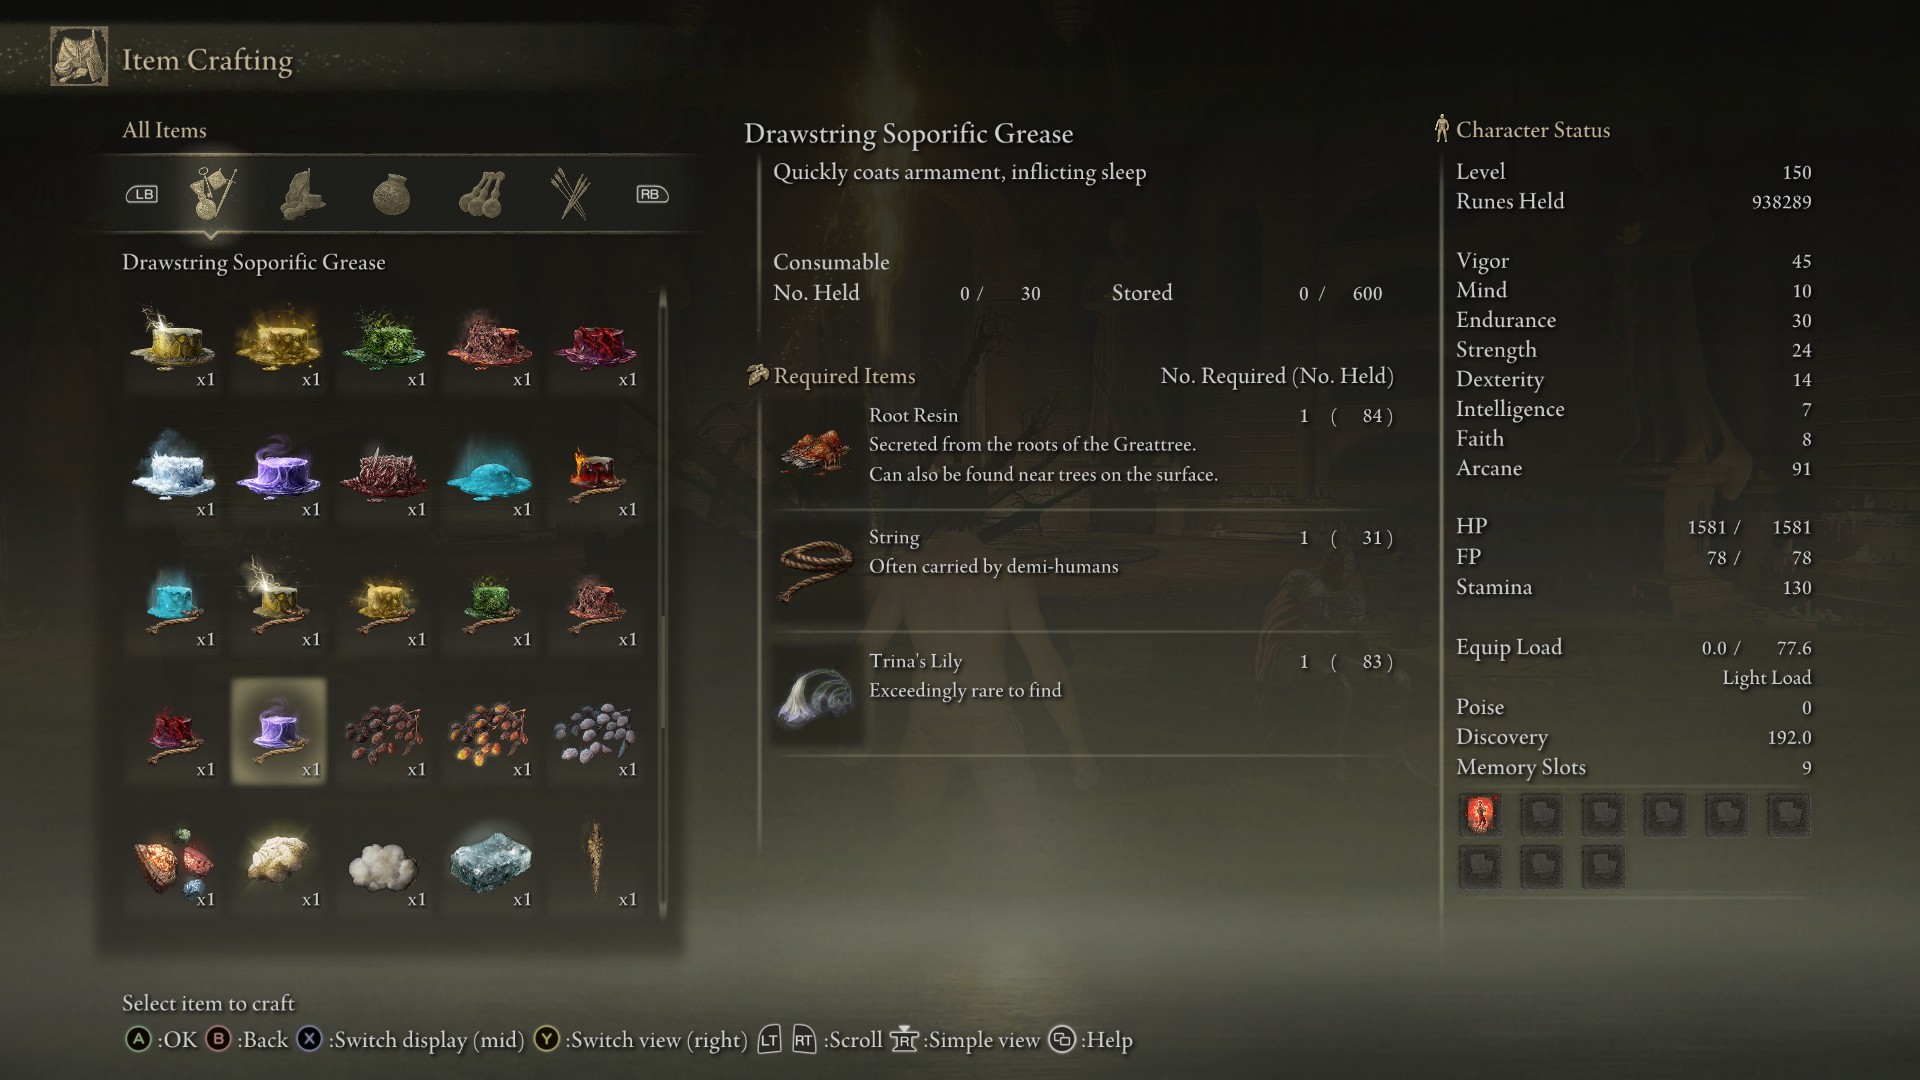 Item Crafting
All Items
LB
RB
Drawstring Soporific Grease
x1 x1 x1 x1 x1
x1 x1 x1 x1 x1
x1 x1 x1 x1 x1
x1 x1 x1 x1 x1
x1 x1 x1 x1 x1
Drawstring Soporific Grease
Quickly coats armament, inflicting sleep
Consumable
No. Held 0 / 30 Stored 0 / 600
Required Items No. Required (No. Held)
Root Resin 1 ( 84 )
Secreted from the roots of the Greattree.
Can also be found near trees on the surface.
String 1 ( 31 )
Often carried by demi-humans
Trina's Lily 1 ( 83 )
Exceedingly rare to find
Character Status
Level 150
Runes Held 938289
Vigor 45
Mind 10
Endurance 30
Strength 24
Dexterity 14
Intelligence 7
Faith 8
Arcane 91
HP 1581 / 1581
FP 78 / 78
Stamina 130
Equip Load 0.0 / 77.6
Light Load
Poise 0
Discovery 192.0
Memory Slots 9
Select item to craft
A :OK B :Back X :Switch display (mid) Y :Switch view (right) LT RT :Scroll R :Simple view :Help